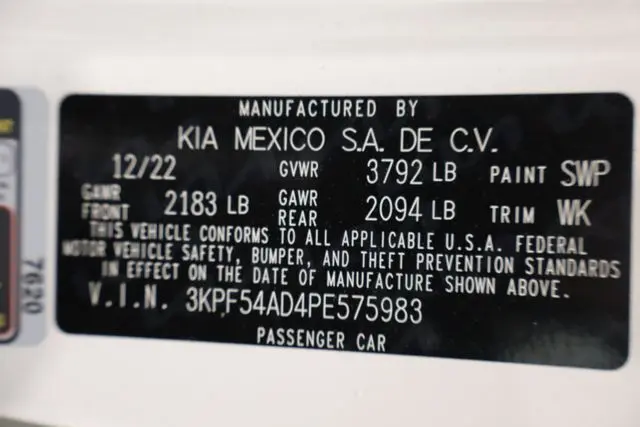 MANUFACTURED BY
KIA MEXICO S.A. DE C.V.
12/22 GVWR 3792 LB PAINT SWP
GAWR FRONT 2183 LB GAWR REAR 2094 LB TRIM WK
THIS VEHICLE CONFORMS TO ALL APPLICABLE U.S.A. FEDERAL
MOTOR VEHICLE SAFETY, BUMPER, AND THEFT PREVENTION STANDARDS
IN EFFECT ON THE DATE OF MANUFACTURE SHOWN ABOVE.
V.I.N. 3KPF54AD4PE575983
PASSENGER CAR
7620